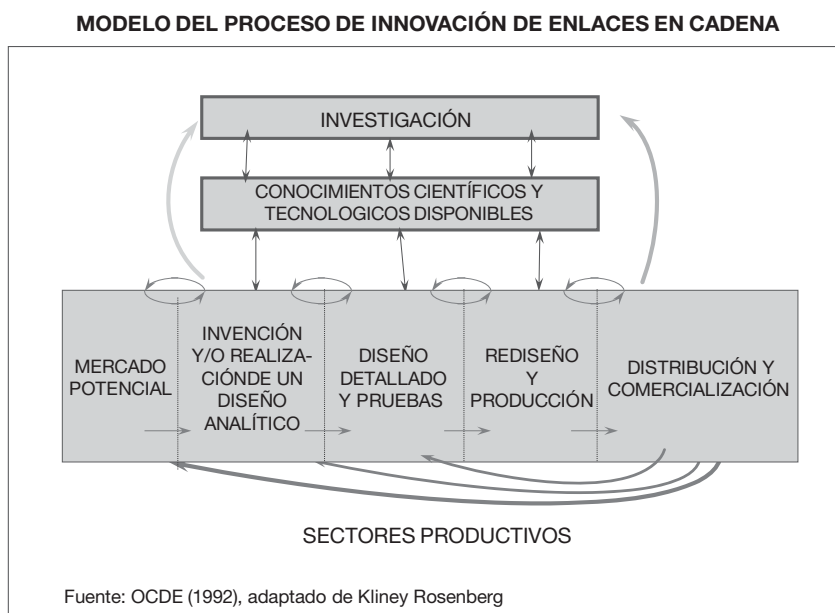 MODELO DEL PROCESO DE INNOVACIÓN DE ENLACES EN CADENA
INVESTIGACIÓN
CONOCIMIENTOS CIENTÍFICOS Y
TECNOLOGICOS DISPONIBLES
MERCADO
POTENCIAL
INVENCIÓN
Y/O REALIZA-
CIÓNDE UN
DISEÑO
ANALÍTICO
DISEÑO
DETALLADO
Y PRUEBAS
REDISEÑO
Y
PRODUCCIÓN
DISTRIBUCIÓN Y
COMERCIALIZACIÓN
SECTORES PRODUCTIVOS
Fuente: OCDE (1992), adaptado de Kliney Rosenberg